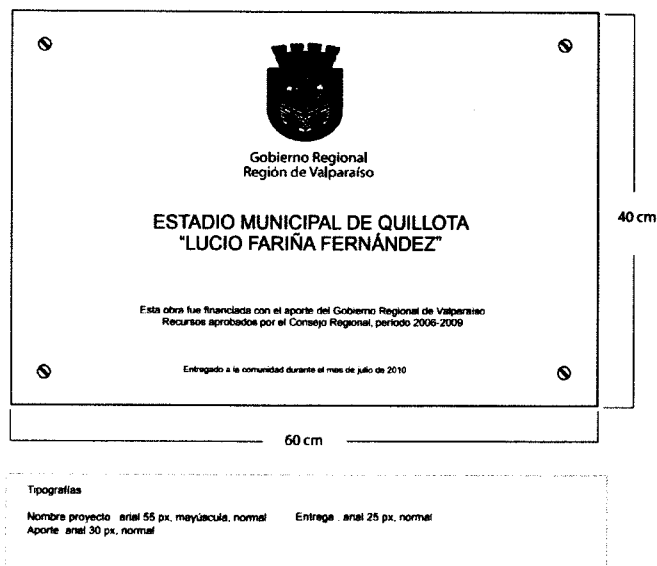 Gobierno Regional
Región de Valparaíso
ESTADIO MUNICIPAL DE QUILLOTA
"LUCIO FARIÑA FERNÁNDEZ"
40 cm
Esta obra fue financiada con el aporte del Gobierno Regional de Valparaiso
Recursos aprobados por el Consejo Regional, período 2006-2009
Entregado a la comunidad durante el mes de julio de 2010
60 cm
Tipografías
Nombre proyecto arial 55 px, mayúscula, normal Entrega . arial 25 px, normal
Aporte arial 30 px, normal